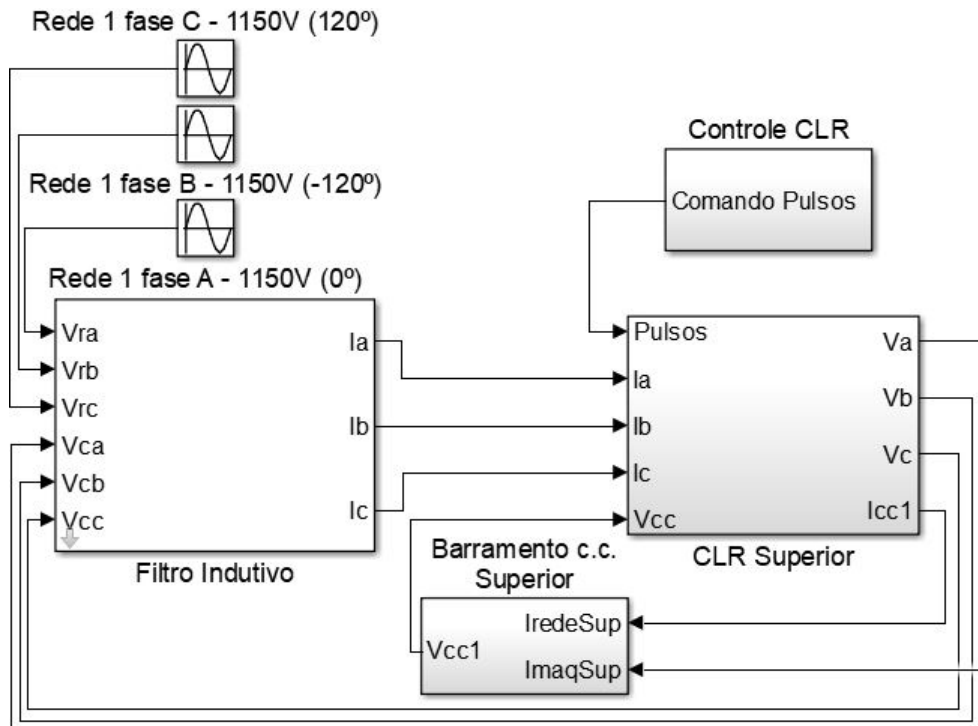 Rede 1 fase C - 1150V (120º)
Rede 1 fase B - 1150V (-120º)
Rede 1 fase A - 1150V (0º)
Vra
Vrb
Vrc
Vca
Vcb
Vcc
Ia
Ib
Ic
Filtro Indutivo
Controle CLR
Comando Pulsos
Pulsos
Ia
Ib
Ic
Vcc
Va
Vb
Vc
Icc1
CLR Superior
Barramento c.c.
Superior
Vcc1
IredeSup
ImaqSup